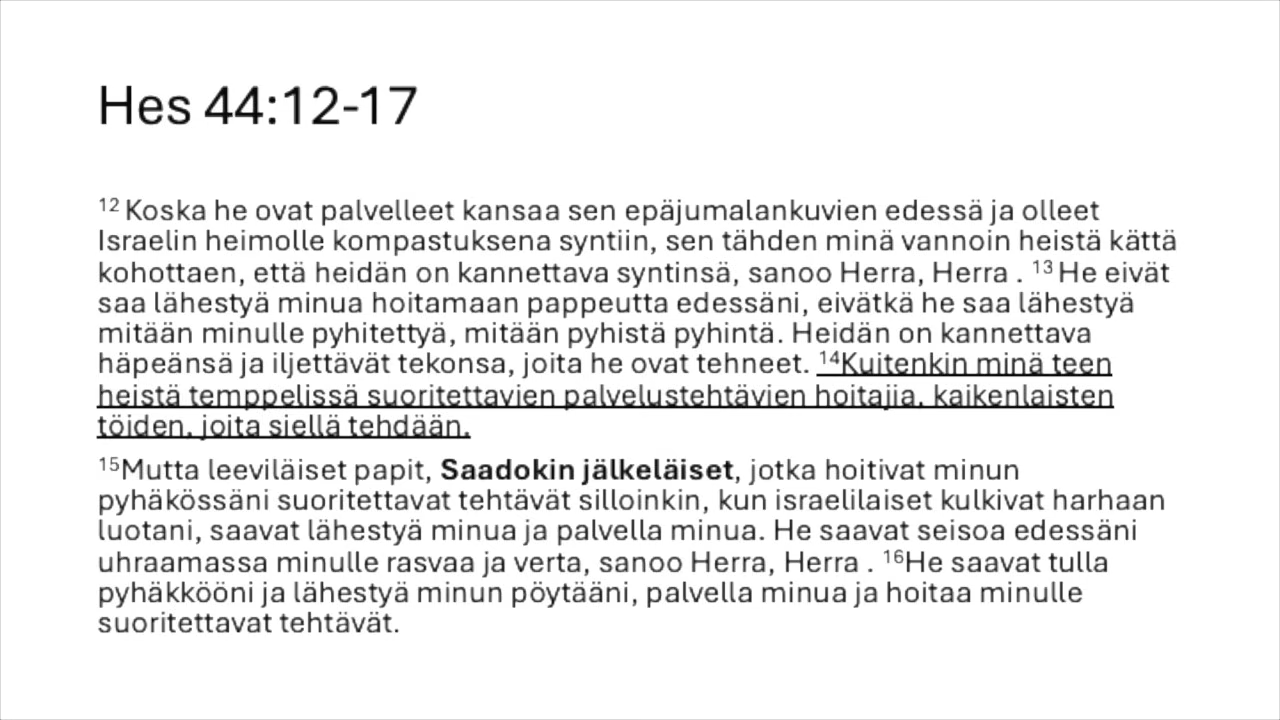 Hes 44:12-17
¹² Koska he ovat palvelleet kansaa sen epäjumalankuvien edessä ja olleet
Israelin heimolle kompastuksena syntiin, sen tähden minä vannoin heistä kättä
kohottaen, että heidän on kannettava syntinsä, sanoo Herra, Herra . ¹³ He eivät
saa lähestyä minua hoitamaan pappeutta edessäni, eivätkä he saa lähestyä
mitään minulle pyhitettyä, mitään pyhistä pyhintä. Heidän on kannettava
häpeänsä ja iljettävät tekonsa, joita he ovat tehneet. ¹⁴Kuitenkin minä teen
heistä temppelissä suoritettavien palvelustehtävien hoitajia, kaikenlaisten
töiden, joita siellä tehdään.
¹⁵Mutta leeviläiset papit, Saadokin jälkeläiset, jotka hoitivat minun
pyhäkössäni suoritettavat tehtävät silloinkin, kun israelilaiset kulkivat harhaan
luotani, saavat lähestyä minua ja palvella minua. He saavat seisoa edessäni
uhraamassa minulle rasvaa ja verta, sanoo Herra, Herra . ¹⁶He saavat tulla
pyhäkkööni ja lähestyä minun pöytääni, palvella minua ja hoitaa minulle
suoritettavat tehtävät.